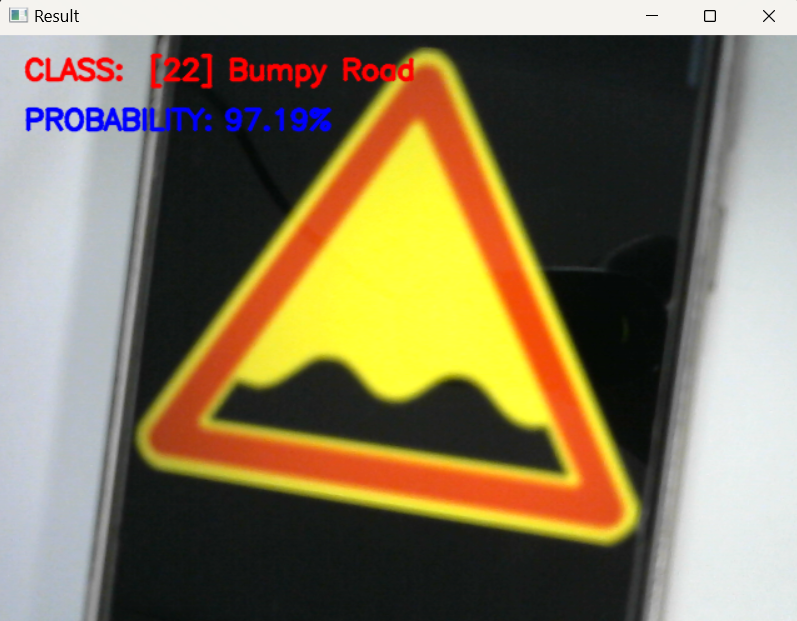 Result
CLASS: [22] Bumpy Road
PROBABILITY: 97.19%